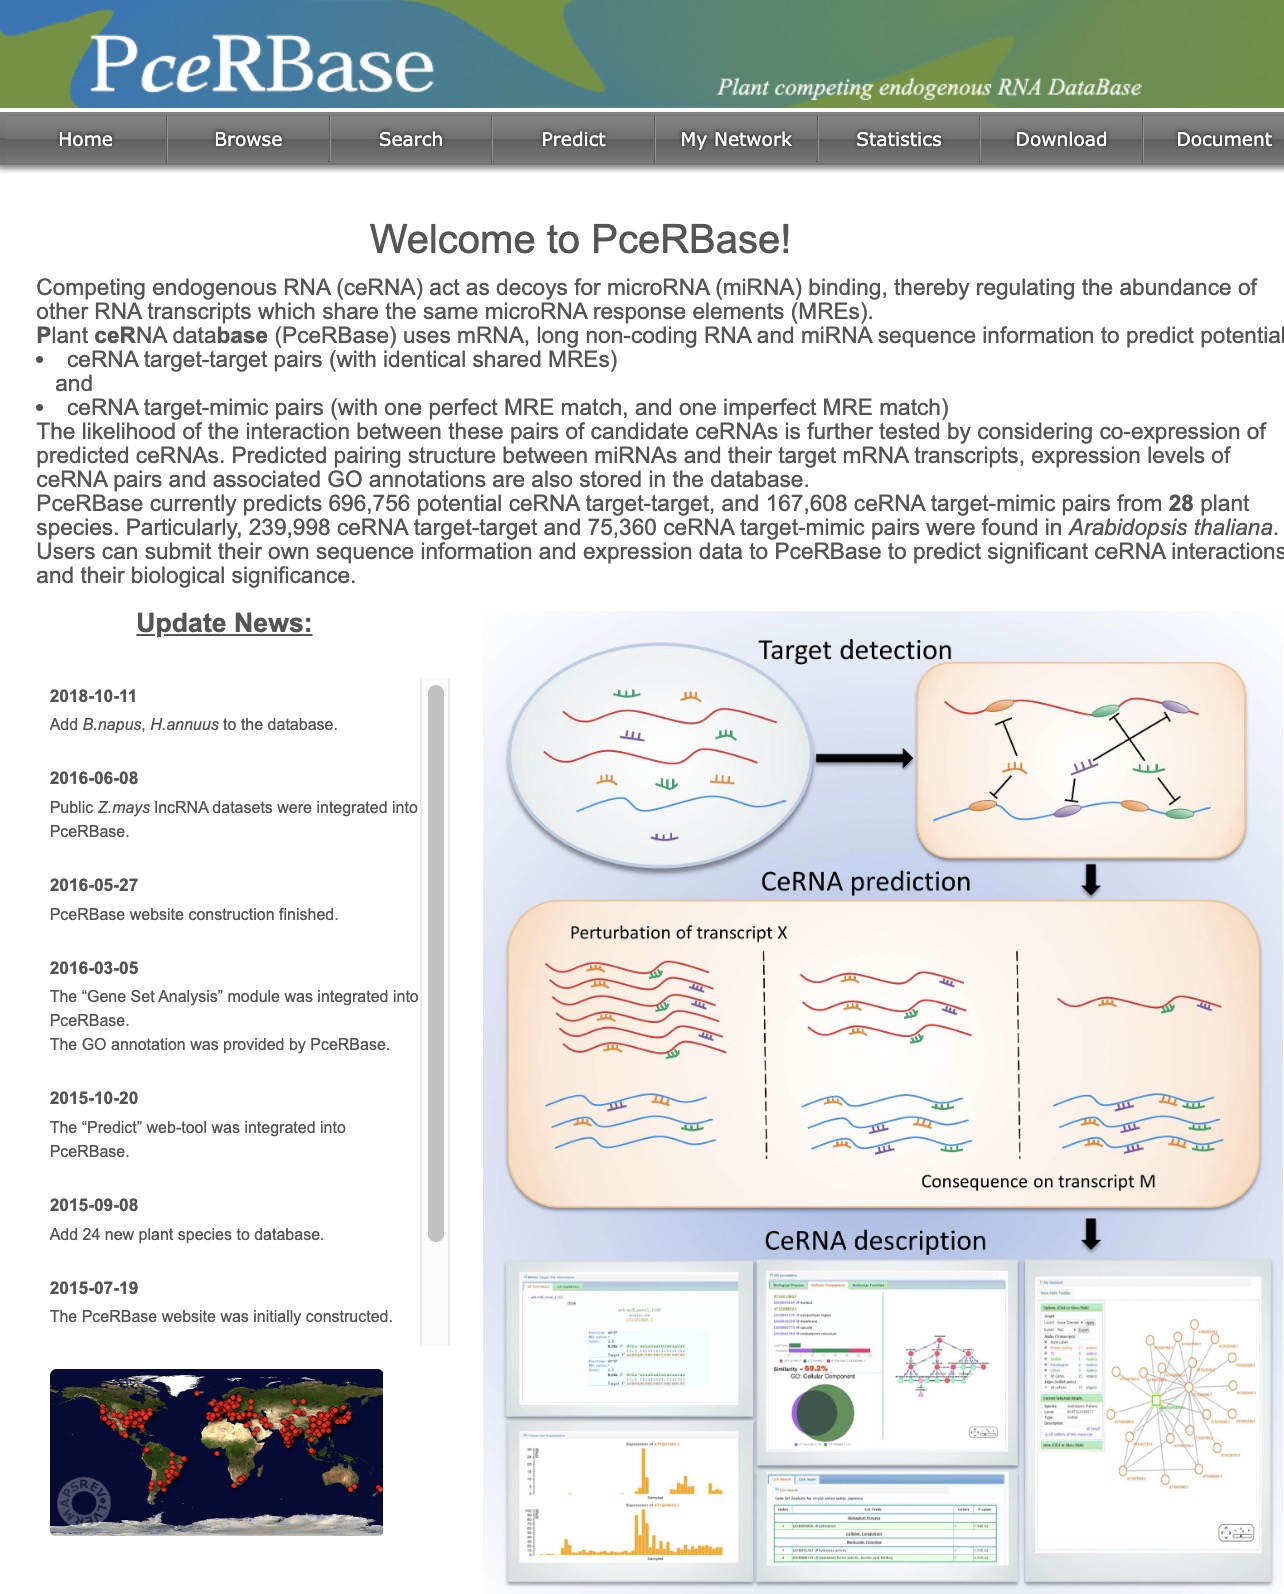 PceRBase
Plant competing endogenous RNA DataBase
Home Browse Search Predict My Network Statistics Download Document
Welcome to PceRBase!
Competing endogenous RNA (ceRNA) act as decoys for microRNA (miRNA) binding, thereby regulating the abundance of
other RNA transcripts which share the same microRNA response elements (MREs).
Plant ceRNA database (PceRBase) uses mRNA, long non-coding RNA and miRNA sequence information to predict potential
• ceRNA target-target pairs (with identical shared MREs)
and
• ceRNA target-mimic pairs (with one perfect MRE match, and one imperfect MRE match)
The likelihood of the interaction between these pairs of candidate ceRNAs is further tested by considering co-expression of
predicted ceRNAs. Predicted pairing structure between miRNAs and their target mRNA transcripts, expression levels of
ceRNA pairs and associated GO annotations are also stored in the database.
PceRBase currently predicts 696,756 potential ceRNA target-target, and 167,608 ceRNA target-mimic pairs from 28 plant
species. Particularly, 239,998 ceRNA target-target and 75,360 ceRNA target-mimic pairs were found in Arabidopsis thaliana.
Users can submit their own sequence information and expression data to PceRBase to predict significant ceRNA interactions
and their biological significance.
Update News:
2018-10-11
Add B.napus, H.annuus to the database.
2016-06-08
Public Z.mays lncRNA datasets were integrated into
PceRBase.
2016-05-27
PceRBase website construction finished.
2016-03-05
The “Gene Set Analysis” module was integrated into
PceRBase.
The GO annotation was provided by PceRBase.
2015-10-20
The “Predict” web-tool was integrated into
PceRBase.
2015-09-08
Add 24 new plant species to database.
2015-07-19
The PceRBase website was initially constructed.
Target detection
CeRNA prediction
Perturbation of transcript X
Consequence on transcript M
CeRNA description
Similarity = 69.2%
GO: Cellular Component
Biological Process
Cellular Component
Molecular Function